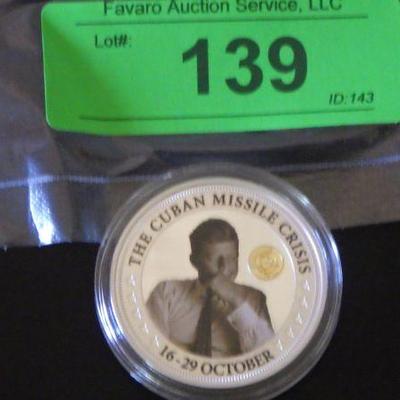 Favaro Auction Service, LLC
Lot#:
139
ID:143
THE CUBAN MISSILE CRISIS
16-29 OCTOBER